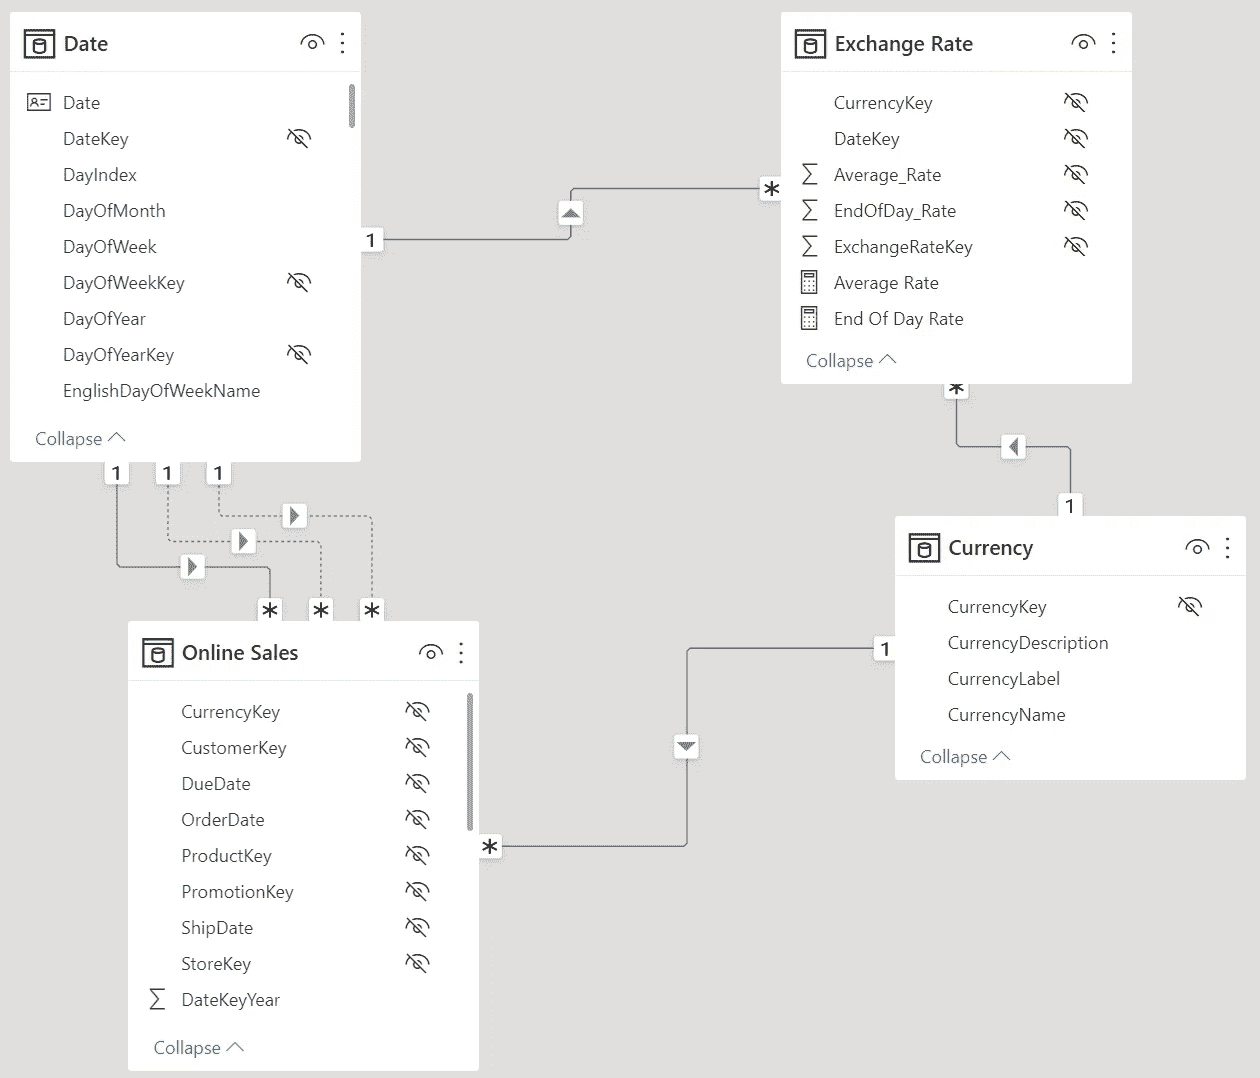 Date
Date
DateKey
DayIndex
DayOfMonth
DayOfWeek
DayOfWeekKey
DayOfYear
DayOfYearKey
EnglishDayOfWeekName
Collapse
1
1
1
1
*
Exchange Rate
CurrencyKey
DateKey
Average_Rate
EndOfDay_Rate
ExchangeRateKey
Average Rate
End Of Day Rate
Collapse
*
1
Currency
CurrencyKey
CurrencyDescription
CurrencyLabel
CurrencyName
Collapse
1
*
*
*
Online Sales
CurrencyKey
CustomerKey
DueDate
OrderDate
ProductKey
PromotionKey
ShipDate
StoreKey
Σ DateKeyYear
Collapse
*